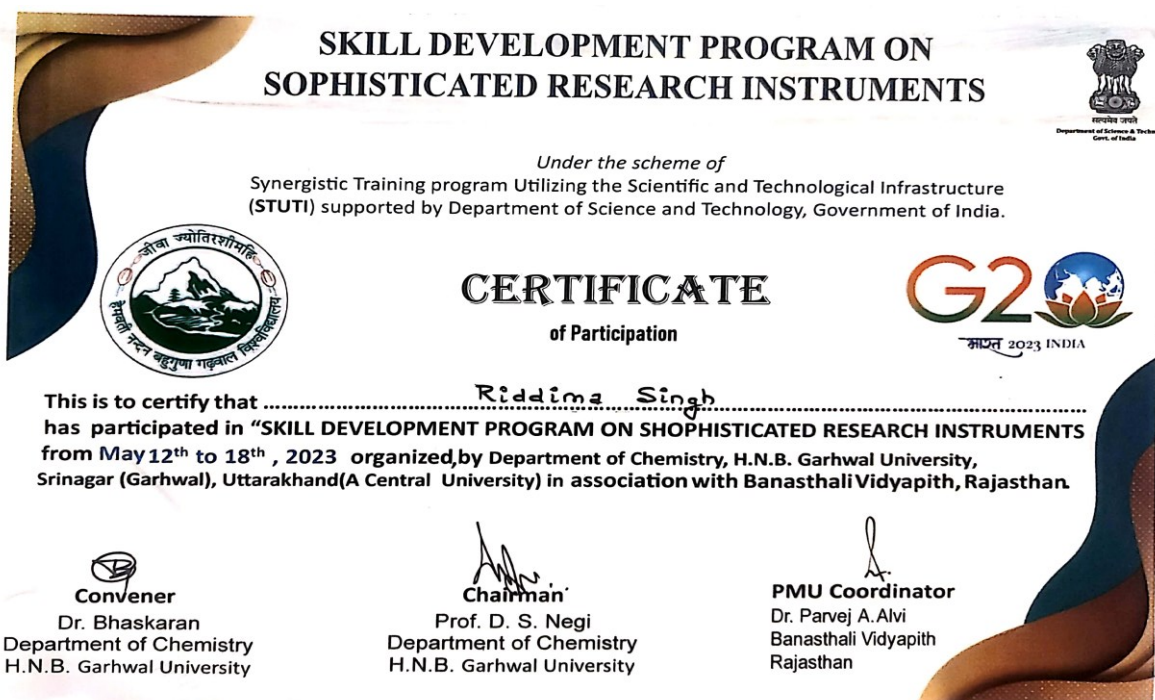 SKILL DEVELOPMENT PROGRAM ON
SOPHISTICATED RESEARCH INSTRUMENTS
सत्यमेव जयते
Department of Science & Techn
Govt. of India
Under the scheme of
Synergistic Training program Utilizing the Scientific and Technological Infrastructure
(STUTI) supported by Department of Science and Technology, Government of India.
जीवा ज्योतिरशीमहि
हेमवती नन्दन बहुगुणा गढ़वाल विश्वविद्यालय
CERTIFICATE
of Participation
G20
भारत 2023 INDIA
This is to certify that Riddima Singh
has participated in “SKILL DEVELOPMENT PROGRAM ON SHOPHISTICATED RESEARCH INSTRUMENTS
from May 12th to 18th , 2023 organized,by Department of Chemistry, H.N.B. Garhwal University,
Srinagar (Garhwal), Uttarakhand(A Central University) in association with Banasthali Vidyapith, Rajasthan.
Convener
Dr. Bhaskaran
Department of Chemistry
H.N.B. Garhwal University
Chairman
Prof. D. S. Negi
Department of Chemistry
H.N.B. Garhwal University
PMU Coordinator
Dr. Parvej A. Alvi
Banasthali Vidyapith
Rajasthan